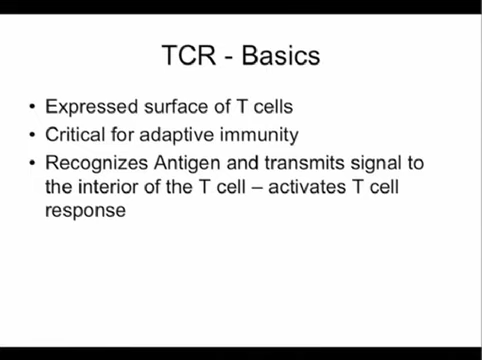 TCR - Basics
• Expressed surface of T cells
• Critical for adaptive immunity
• Recognizes Antigen and transmits signal to
the interior of the T cell – activates T cell
response